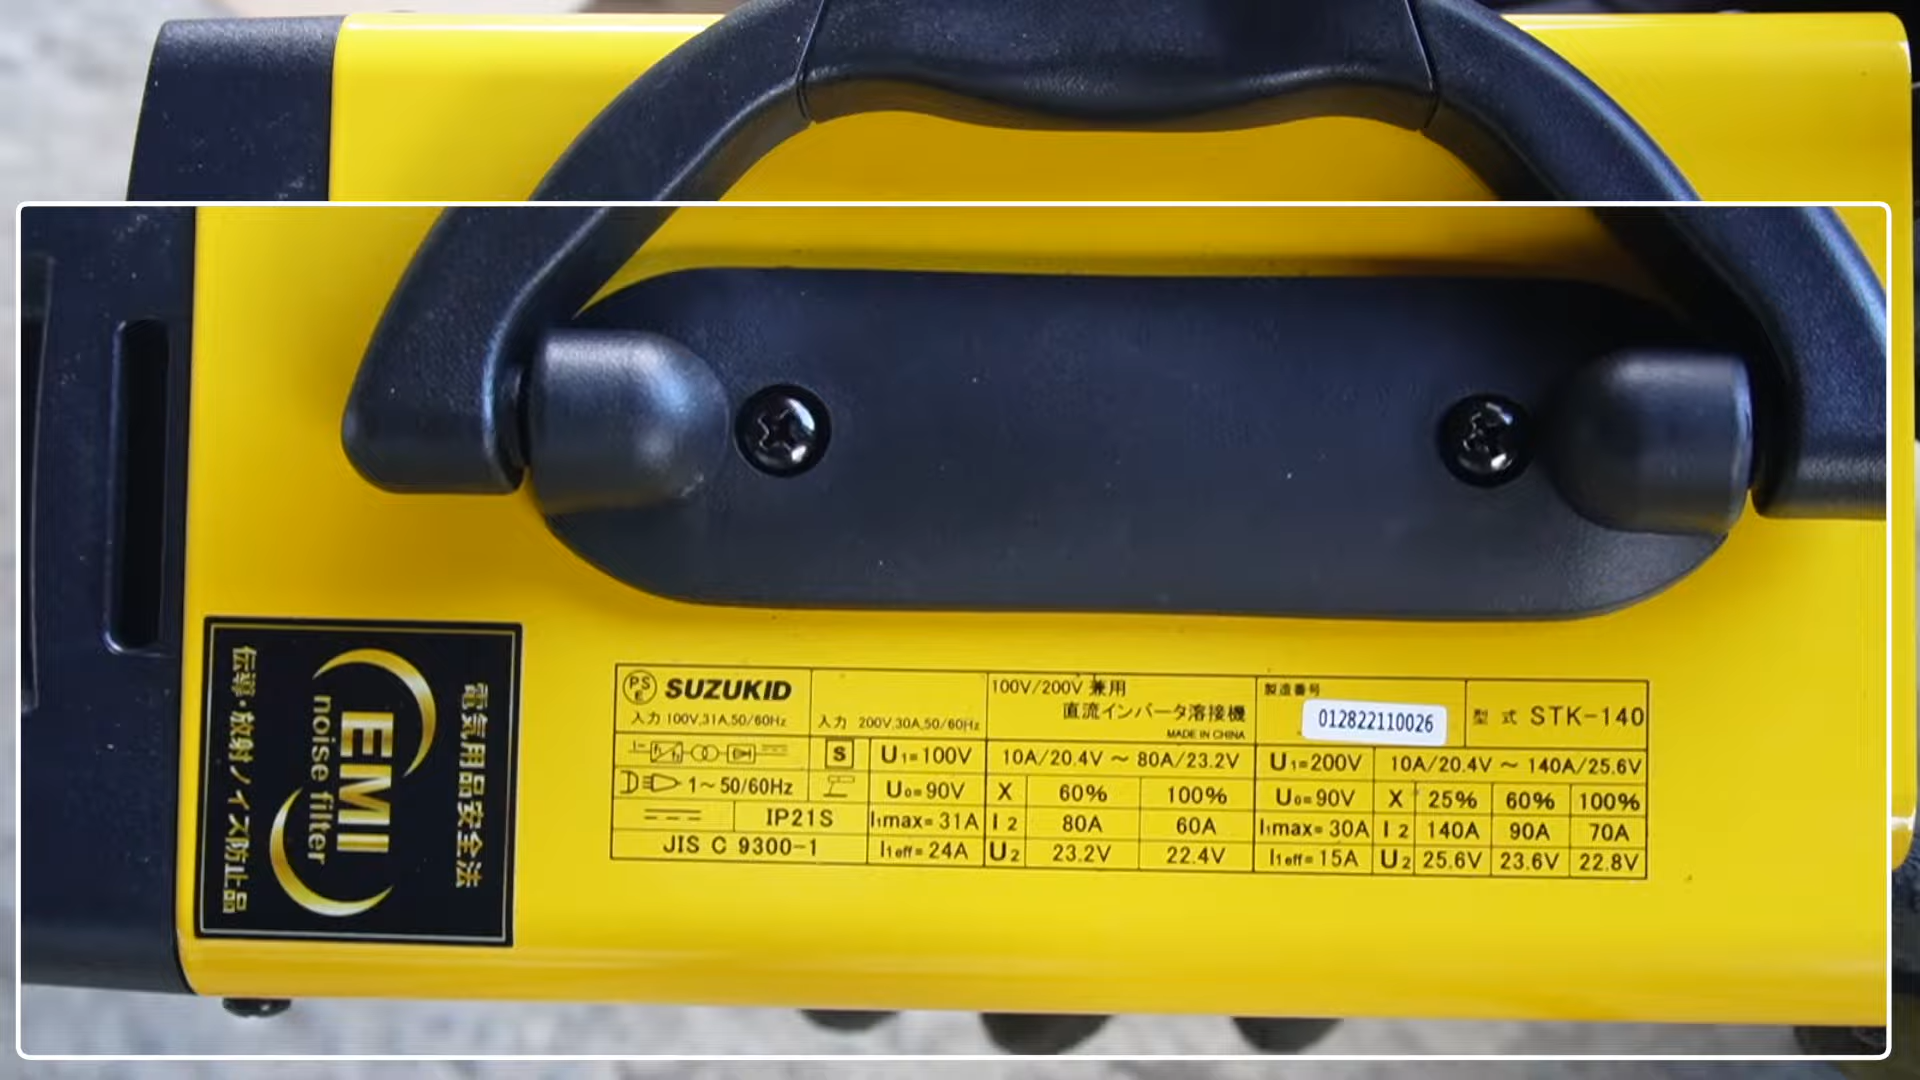 電気用品安全法
EMI
noise filter
伝導・放射ノイズ防止品
PS E SUZUKID
入力 100V,31A,50/60Hz
入力 200V,30A,50/60Hz
100V/200V 兼用
直流インバータ溶接機
MADE IN CHINA
製造番号
012822110026
型式 STK-140
S U₁=100V 10A/20.4V ~ 80A/23.2V U₁=200V 10A/20.4V ~ 140A/25.6V
1~50/60Hz U₀=90V X 60% 100% U₀=90V X 25% 60% 100%
IP21S I₁max=31A I₂ 80A 60A I₁max=30A I₂ 140A 90A 70A
JIS C 9300-1 I₁eff=24A U₂ 23.2V 22.4V I₁eff=15A U₂ 25.6V 23.6V 22.8V